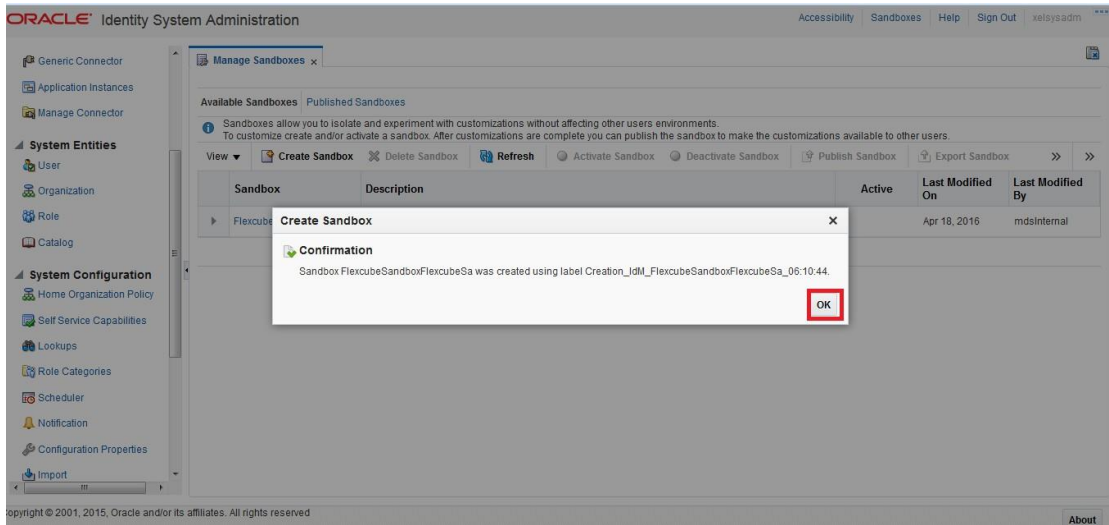 ORACLE® Identity System Administration
Accessibility Sandboxes Help Sign Out xelsysadm
Generic Connector
Application Instances
Manage Connector
System Entities
User
Organization
Role
Catalog
System Configuration
Home Organization Policy
Self Service Capabilities
Lookups
Role Categories
Scheduler
Notification
Configuration Properties
Import
Manage Sandboxes
Available Sandboxes Published Sandboxes
Sandboxes allow you to isolate and experiment with customizations without affecting other users environments.
To customize create and/or activate a sandbox. After customizations are complete you can publish the sandbox to make the customizations available to other users.
View Create Sandbox Delete Sandbox Refresh Activate Sandbox Deactivate Sandbox Publish Sandbox Export Sandbox
Sandbox Description Active Last Modified On Last Modified By
Flexcube Apr 18, 2016 mdsInternal
Create Sandbox
Confirmation
Sandbox FlexcubeSandboxFlexcubeSa was created using label Creation_IdM_FlexcubeSandboxFlexcubeSa_06:10:44.
OK
opyright © 2001, 2015, Oracle and/or its affiliates. All rights reserved
About